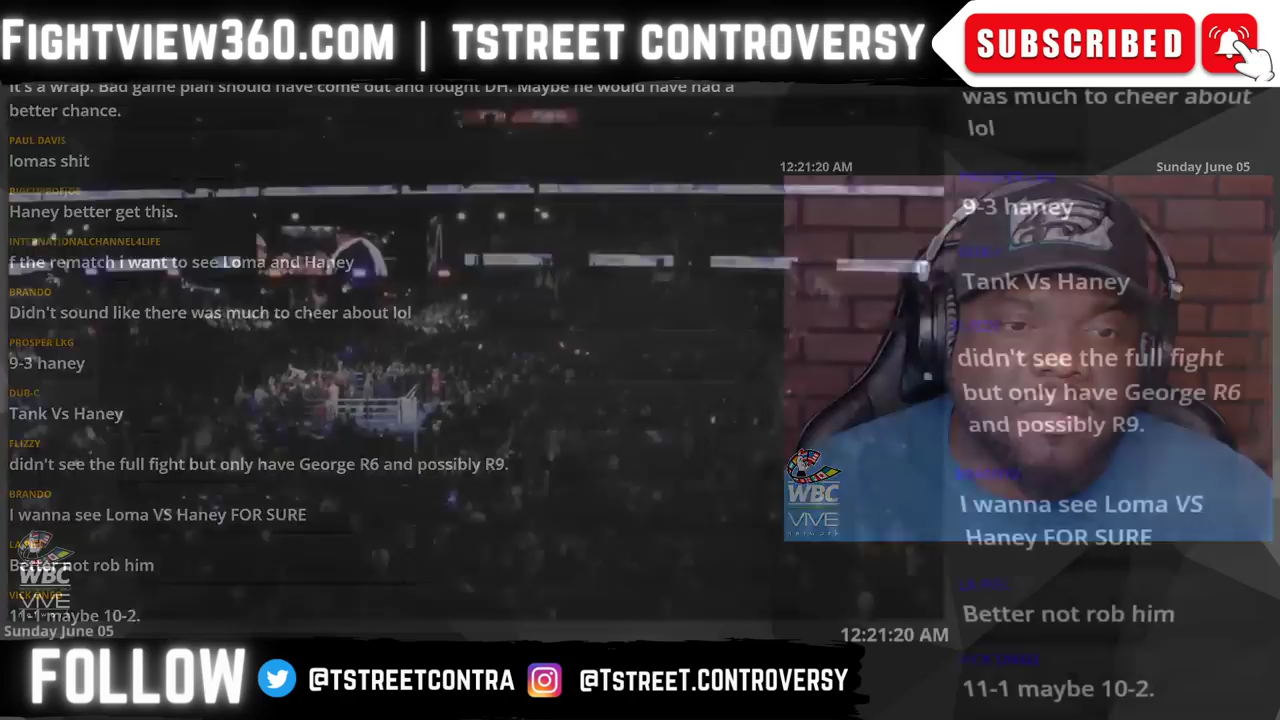 FIGHTVIEW360.COM | TSTREET CONTROVERSY
SUBSCRIBED
It's a wrap. Bad game plan should have come out and fought DH. Maybe he would have had a
better chance.
PAUL DAVIS
lomas shit
Haney better get this.
INTERNATIONALCHANNEL4LIFE
f the rematch i want to see Loma and Haney
BRANDO
Didn't sound like there was much to cheer about lol
PROSPER LKG
9-3 haney
DUB-C
Tank Vs Haney
FLIZZY
didn't see the full fight but only have George R6 and possibly R9.
BRANDO
I wanna see Loma VS Haney FOR SURE
Better not rob him
11-1 maybe 10-2.
WBC
VIVE
Sunday June 05
12:21:20 AM
was much to cheer about
lol
12:21:20 AM
Sunday June 05
9-3 haney
Tank Vs Haney
didn't see the full fight
but only have George R6
and possibly R9.
WBC
VIVE
network
I wanna see Loma VS
Haney FOR SURE
Better not rob him
11-1 maybe 10-2.
FOLLOW
@TSTREETCONTRA
@TSTREET.CONTROVERSY